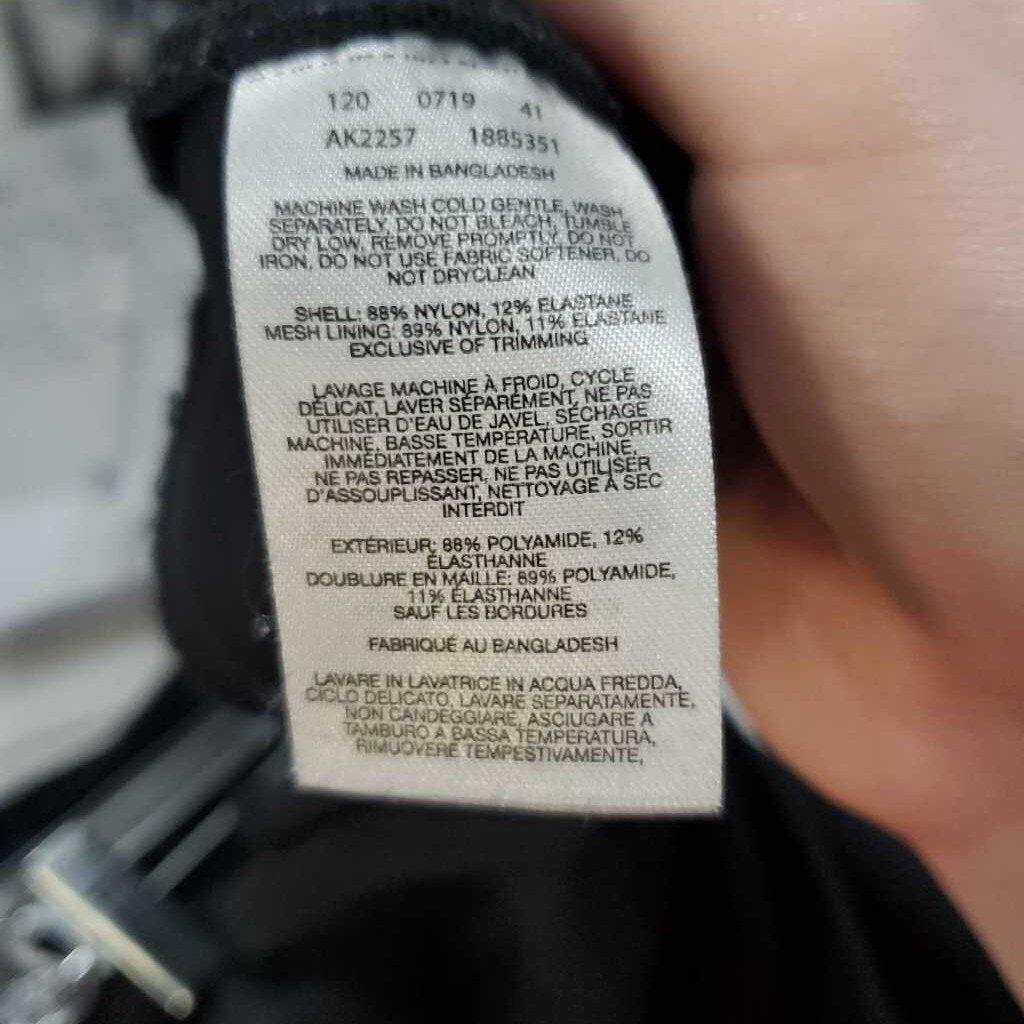 120 0719 41
AK2257 1885351
MADE IN BANGLADESH
MACHINE WASH COLD GENTLE, WASH
SEPARATELY, DO NOT BLEACH, TUMBLE
DRY LOW, REMOVE PROMPTLY, DO NOT
IRON, DO NOT USE FABRIC SOFTENER, DO
NOT DRYCLEAN
SHELL: 88% NYLON, 12% ELASTANE
MESH LINING: 89% NYLON, 11% ELASTANE
EXCLUSIVE OF TRIMMING
LAVAGE MACHINE À FROID, CYCLE
DÉLICAT, LAVER SÉPARÉMENT, NE PAS
UTILISER D'EAU DE JAVEL, SÉCHAGE
MACHINE, BASSE TEMPÉRATURE, SORTIR
IMMÉDIATEMENT DE LA MACHINE,
NE PAS REPASSER, NE PAS UTILISER
D'ASSOUPLISSANT, NETTOYAGE À SEC
INTERDIT
EXTÉRIEUR: 88% POLYAMIDE, 12%
ÉLASTHANNE
DOUBLURE EN MAILLE: 89% POLYAMIDE,
11% ÉLASTHANNE
SAUF LES BORDURES
FABRIQUÉ AU BANGLADESH
LAVARE IN LAVATRICE IN ACQUA FREDDA,
CICLO DELICATO, LAVARE SEPARATAMENTE,
NON CANDEGGIARE, ASCIUGARE A
TAMBURO A BASSA TEMPERATURA,
RIMUOVERE TEMPESTIVAMENTE,